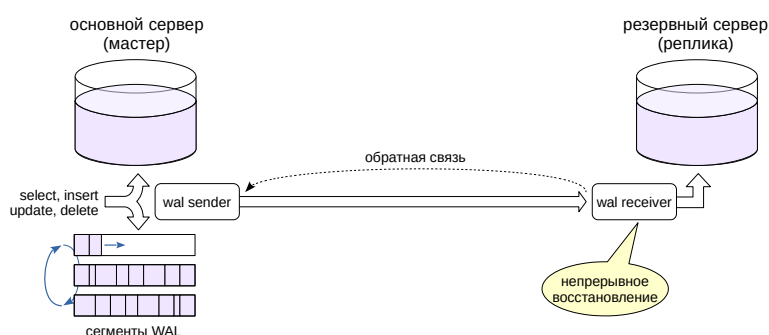 основной сервер
(мастер)
резервный сервер
(реплика)
обратная связь
select, insert
update, delete
wal sender
wal receiver
непрерывное
восстановление
сегменты WAL